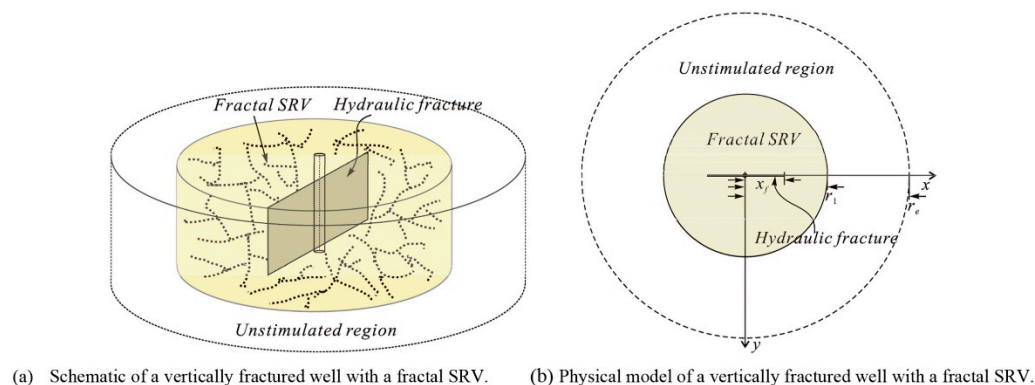 Fractal SRV
Hydraulic fracture
Unstimulated region
(a) Schematic of a vertically fractured well with a fractal SRV.
Unstimulated region
Fractal SRV
x_f
x
r_1
r_e
Hydraulic fracture
y
(b) Physical model of a vertically fractured well with a fractal SRV.